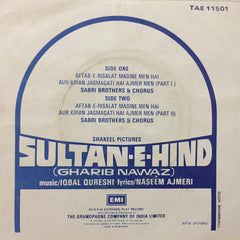 TAE 11501
SIDE ONE
AFTAB-E-RISALAT MADINE MEN HAI
AUR KIRAN JAGMAGATI HAI AJMER MEN (PART I)
SABRI BROTHERS & CHORUS
SIDE TWO
AFTAB-E-RISALAT MADINE MEN HAI
AUR KIRAN JAGMAGATI HAI AJMER MEN (PART II)
SABRI BROTHERS & CHORUS
SHAKEEL PICTURES
SULTAN-E-HIND
(GHARIB NAWAZ)
music/IQBAL QURESHI lyrics/NASEEM AJMERI
EMI
THE GRAMOPHONE COMPANY OF INDIA LIMITED